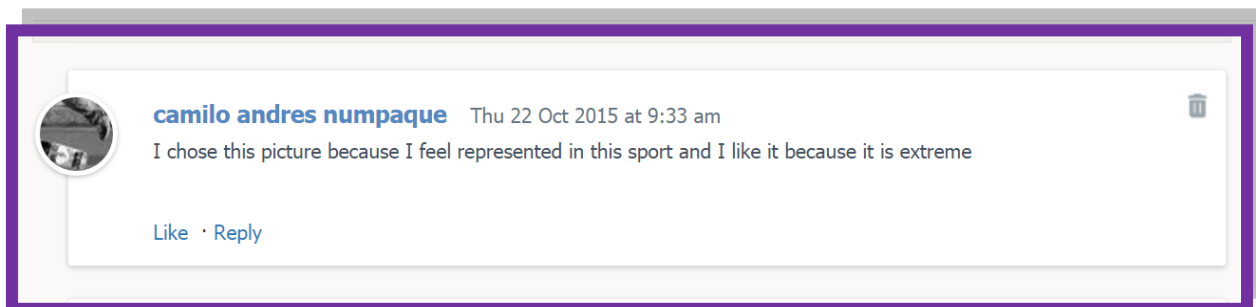 camilo andres numpaque Thu 22 Oct 2015 at 9:33 am
I chose this picture because I feel represented in this sport and I like it because it is extreme
Like · Reply